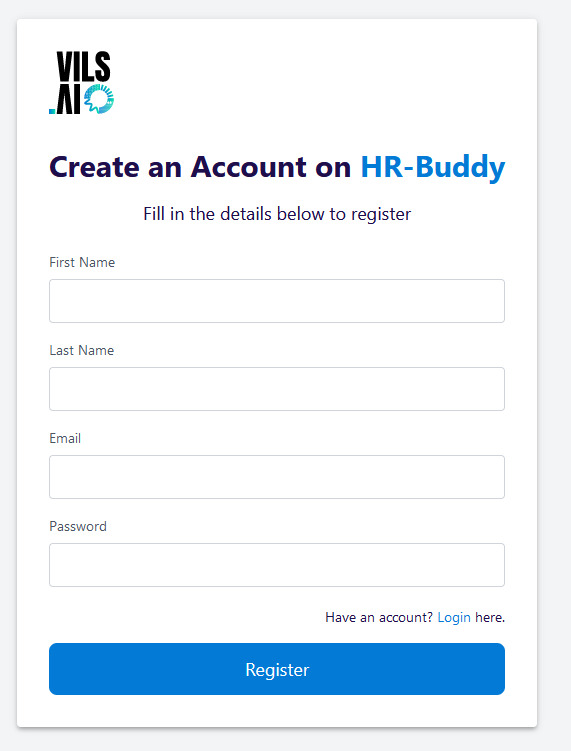 VILS
.AI
Create an Account on HR-Buddy
Fill in the details below to register
First Name
Last Name
Email
Password
Have an account? Login here.
Register